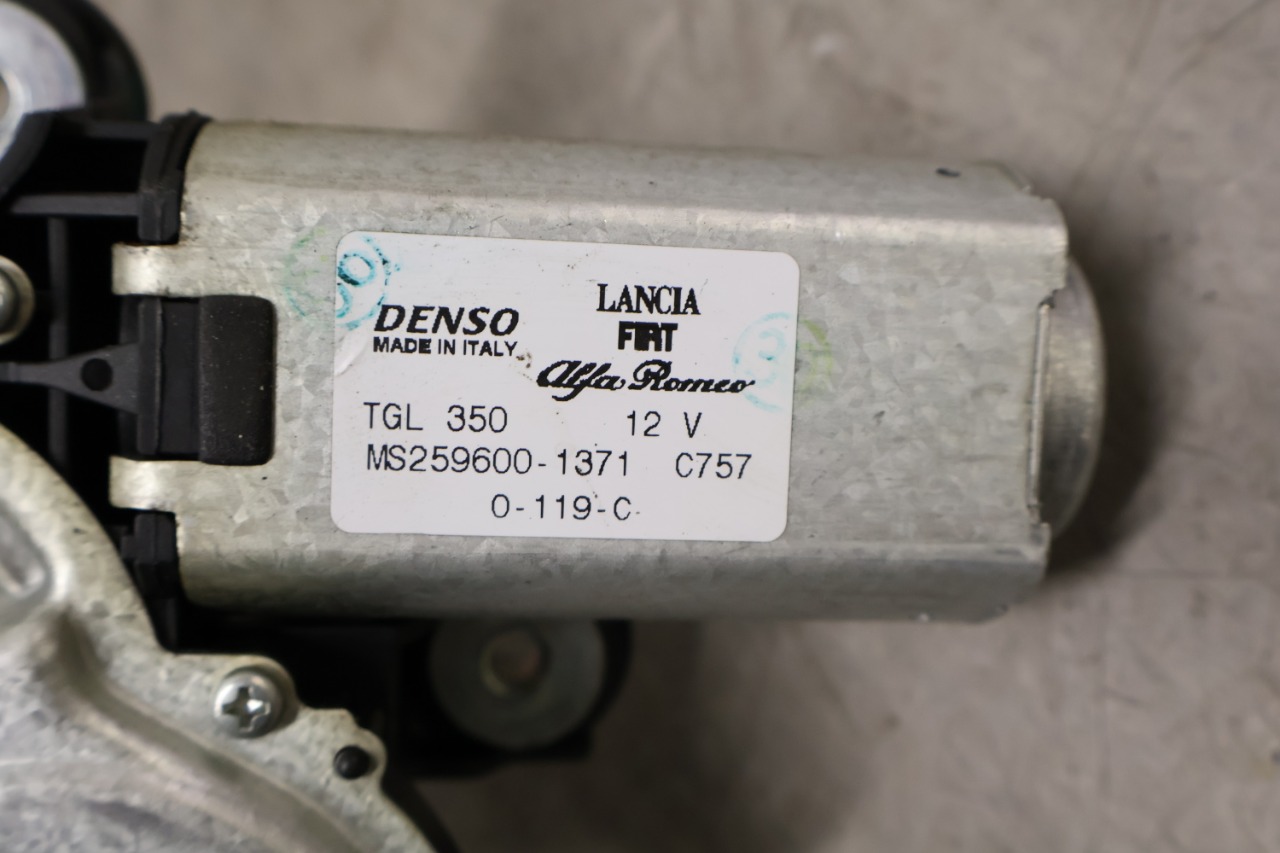 DENSO
MADE IN ITALY
LANCIA
FIAT
Alfa Romeo
TGL 350 12 V
MS259600-1371 C757
0-119-C